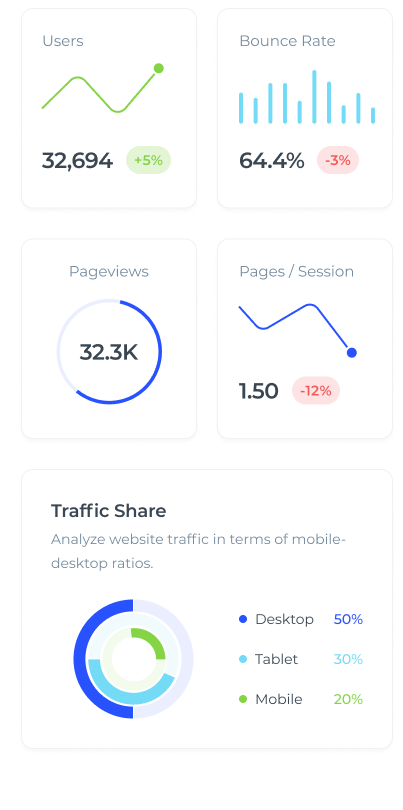 Users
32,694 +5%
Bounce Rate
64.4% -3%
Pageviews
32.3K
Pages / Session
1.50 -12%
Traffic Share
Analyze website traffic in terms of mobile-
desktop ratios.
Desktop 50%
Tablet 30%
Mobile 20%